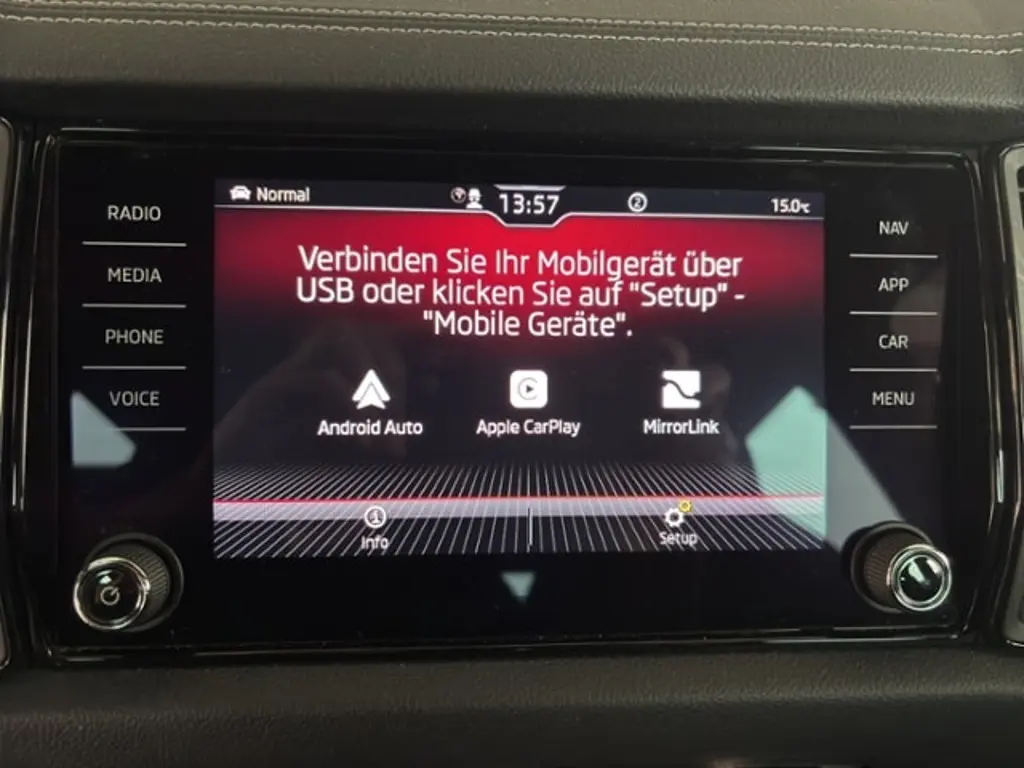 RADIO
MEDIA
PHONE
VOICE
Normal
13:57
2
15.0°C
Verbinden Sie Ihr Mobilgerät über
USB oder klicken Sie auf "Setup" -
"Mobile Geräte".
Android Auto
Apple CarPlay
MirrorLink
Info
Setup
NAV
APP
CAR
MENU